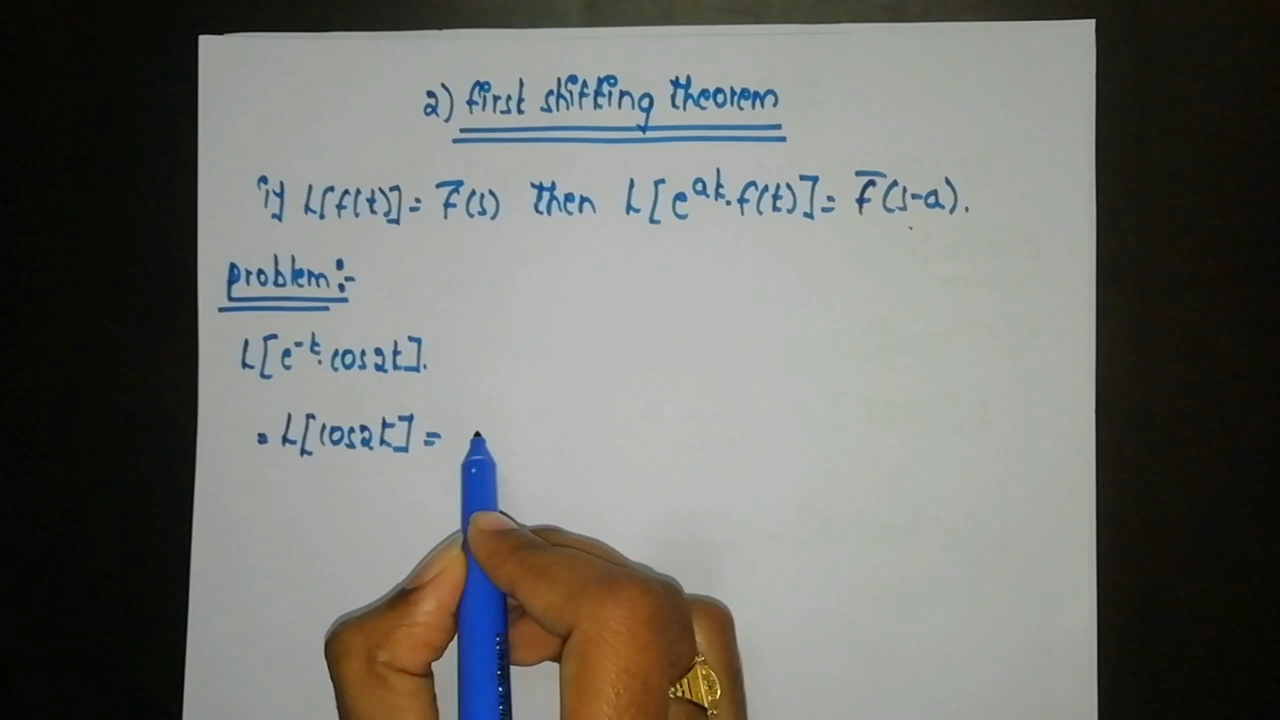 2) first shifting theorem
if L[f(t)] = f̅(s) then L[e^at. f(t)] = f̅(s-a).
problem:-
L[e^-t. cos2t].
= L[cos2t] =